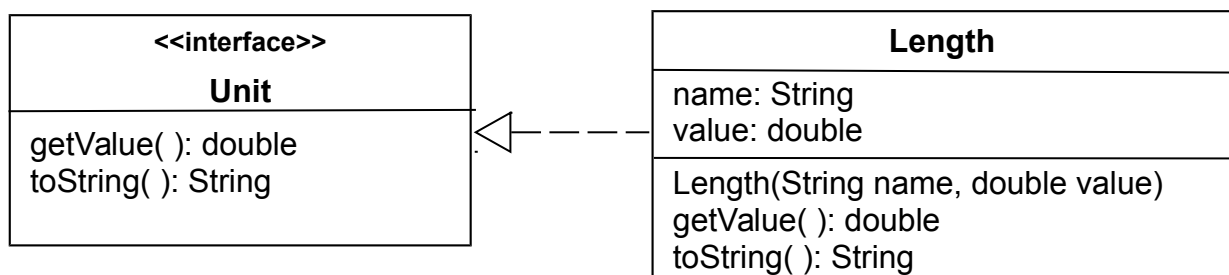 <<interface>>
Unit
getValue( ): double
toString( ): String
Length
name: String
value: double
Length(String name, double value)
getValue( ): double
toString( ): String